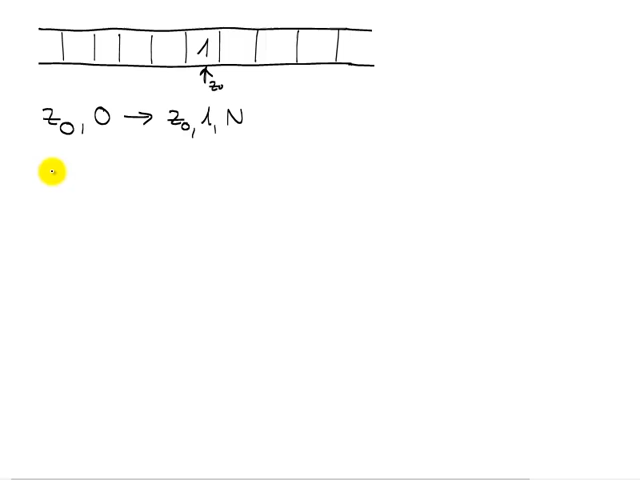 1
z₀
z₀, 0 → z₀, 1, N